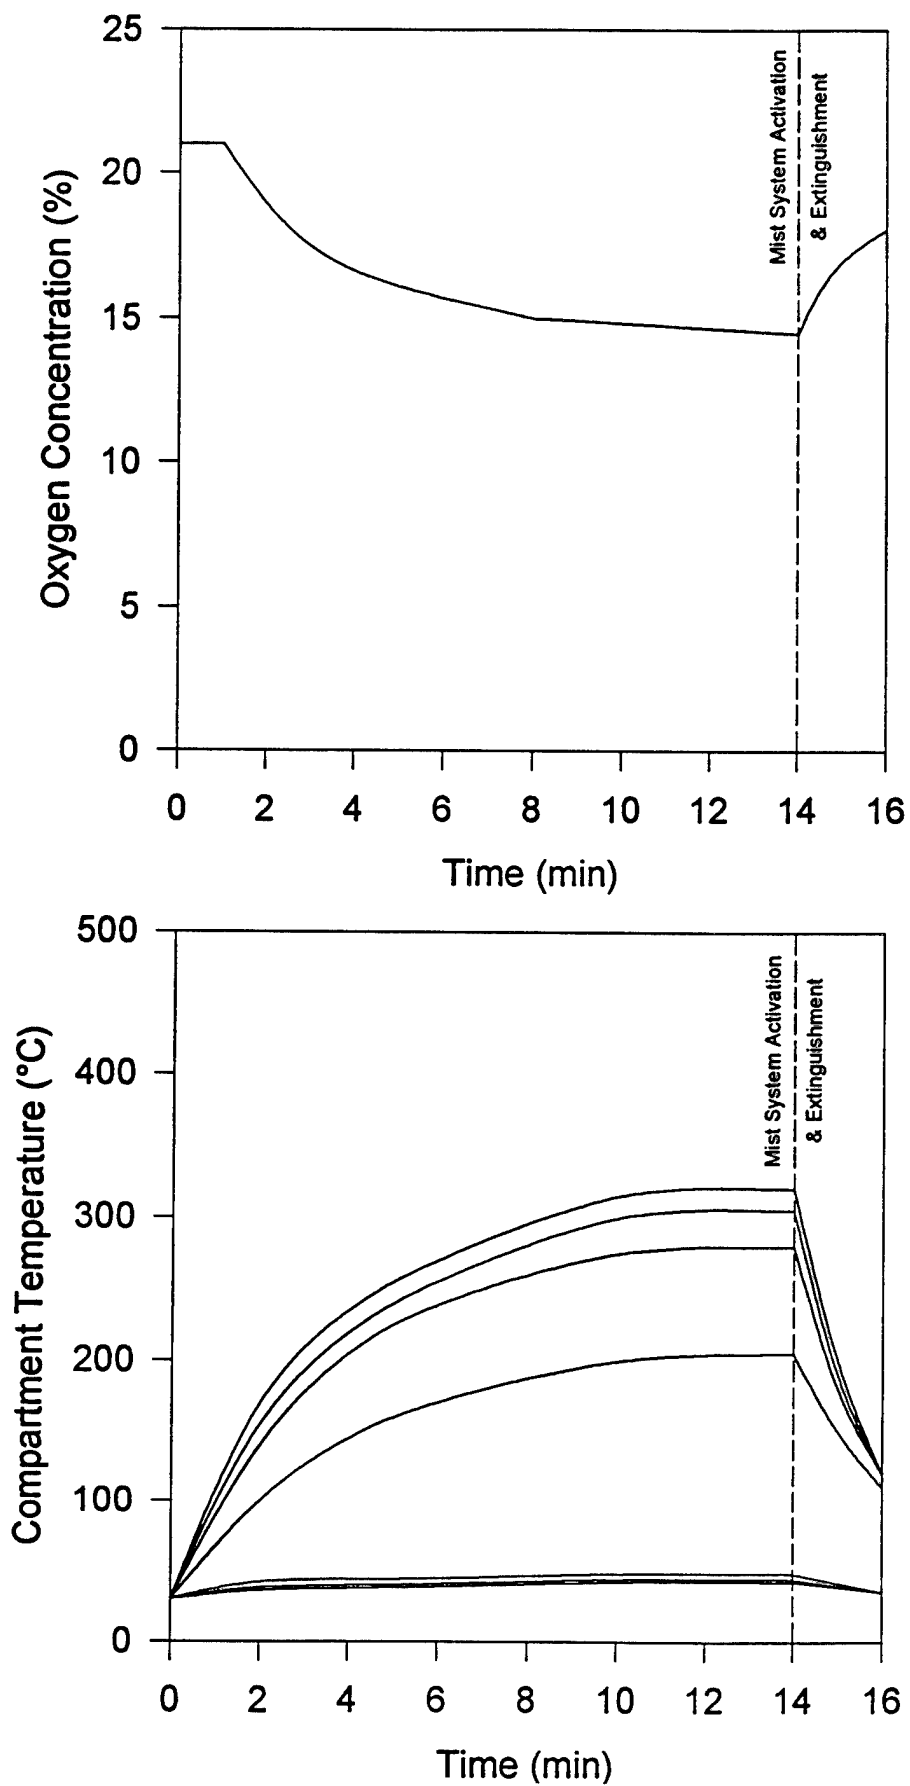 25
20
15
10
5
0
Oxygen Concentration (%)
Mist System Activation
& Extinguishment
0 2 4 6 8 10 12 14 16
Time (min)
500
400
300
200
100
0
Compartment Temperature (°C)
Mist System Activation
& Extinguishment
0 2 4 6 8 10 12 14 16
Time (min)